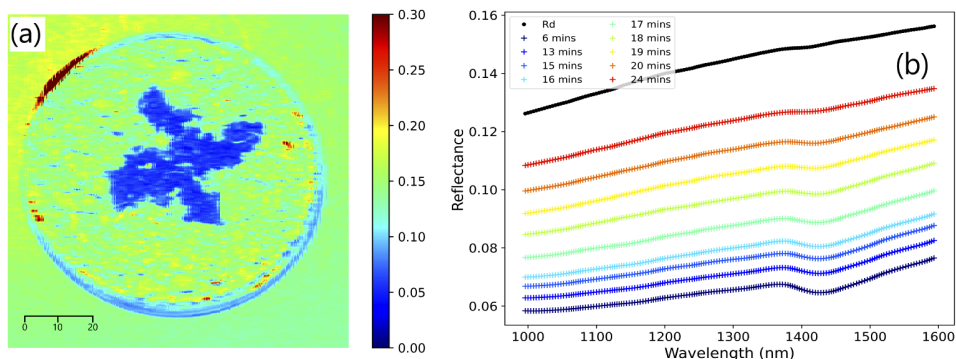 (a)
0.30
0.25
0.20
0.15
0.10
0.05
0.00
0 10 20
(b)
Reflectance
0.16
0.14
0.12
0.10
0.08
0.06
Rd 17 mins
6 mins 18 mins
13 mins 19 mins
15 mins 20 mins
16 mins 24 mins
1000 1100 1200 1300 1400 1500 1600
Wavelength (nm)